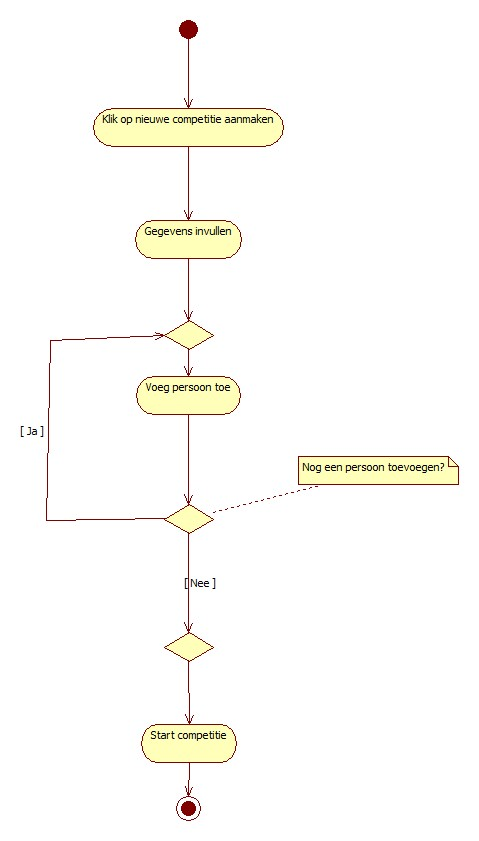 Klik op nieuwe competitie aanmaken
Gegevens invullen
Voeg persoon toe
[ Ja ]
Nog een persoon toevoegen?
[ Nee ]
Start competitie